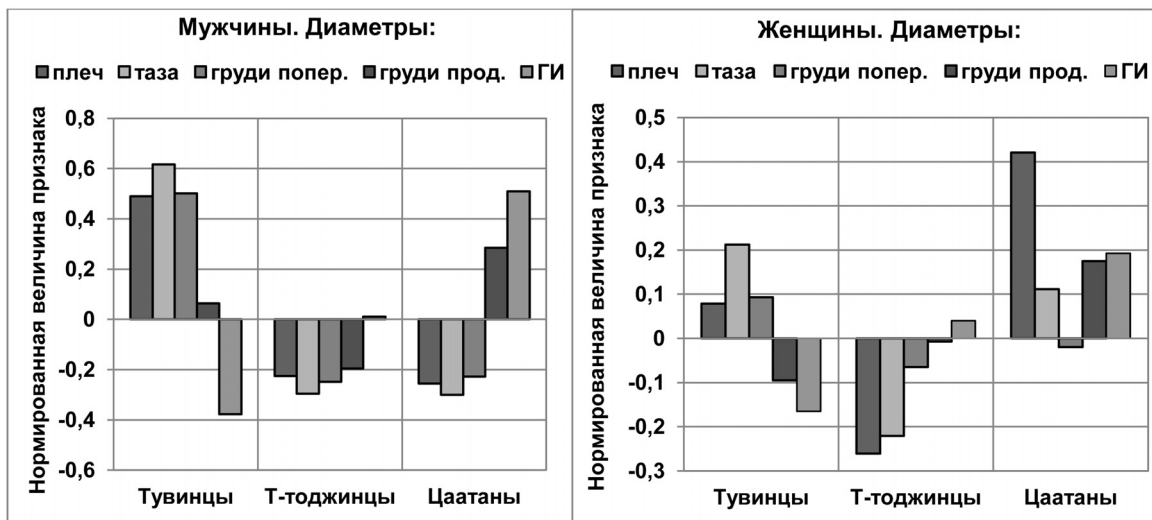 Мужчины. Диаметры:
плеч таза груди попер. груди прод. ГИ
Нормированная величина признака
0,8
0,6
0,4
0,2
0
-0,2
-0,4
-0,6
Тувинцы Т-тоджинцы Цаатаны
Женщины. Диаметры:
плеч таза груди попер. груди прод. ГИ
Нормированная величина признака
0,5
0,4
0,3
0,2
0,1
0
-0,1
-0,2
-0,3
Тувинцы Т-тоджинцы Цаатаны